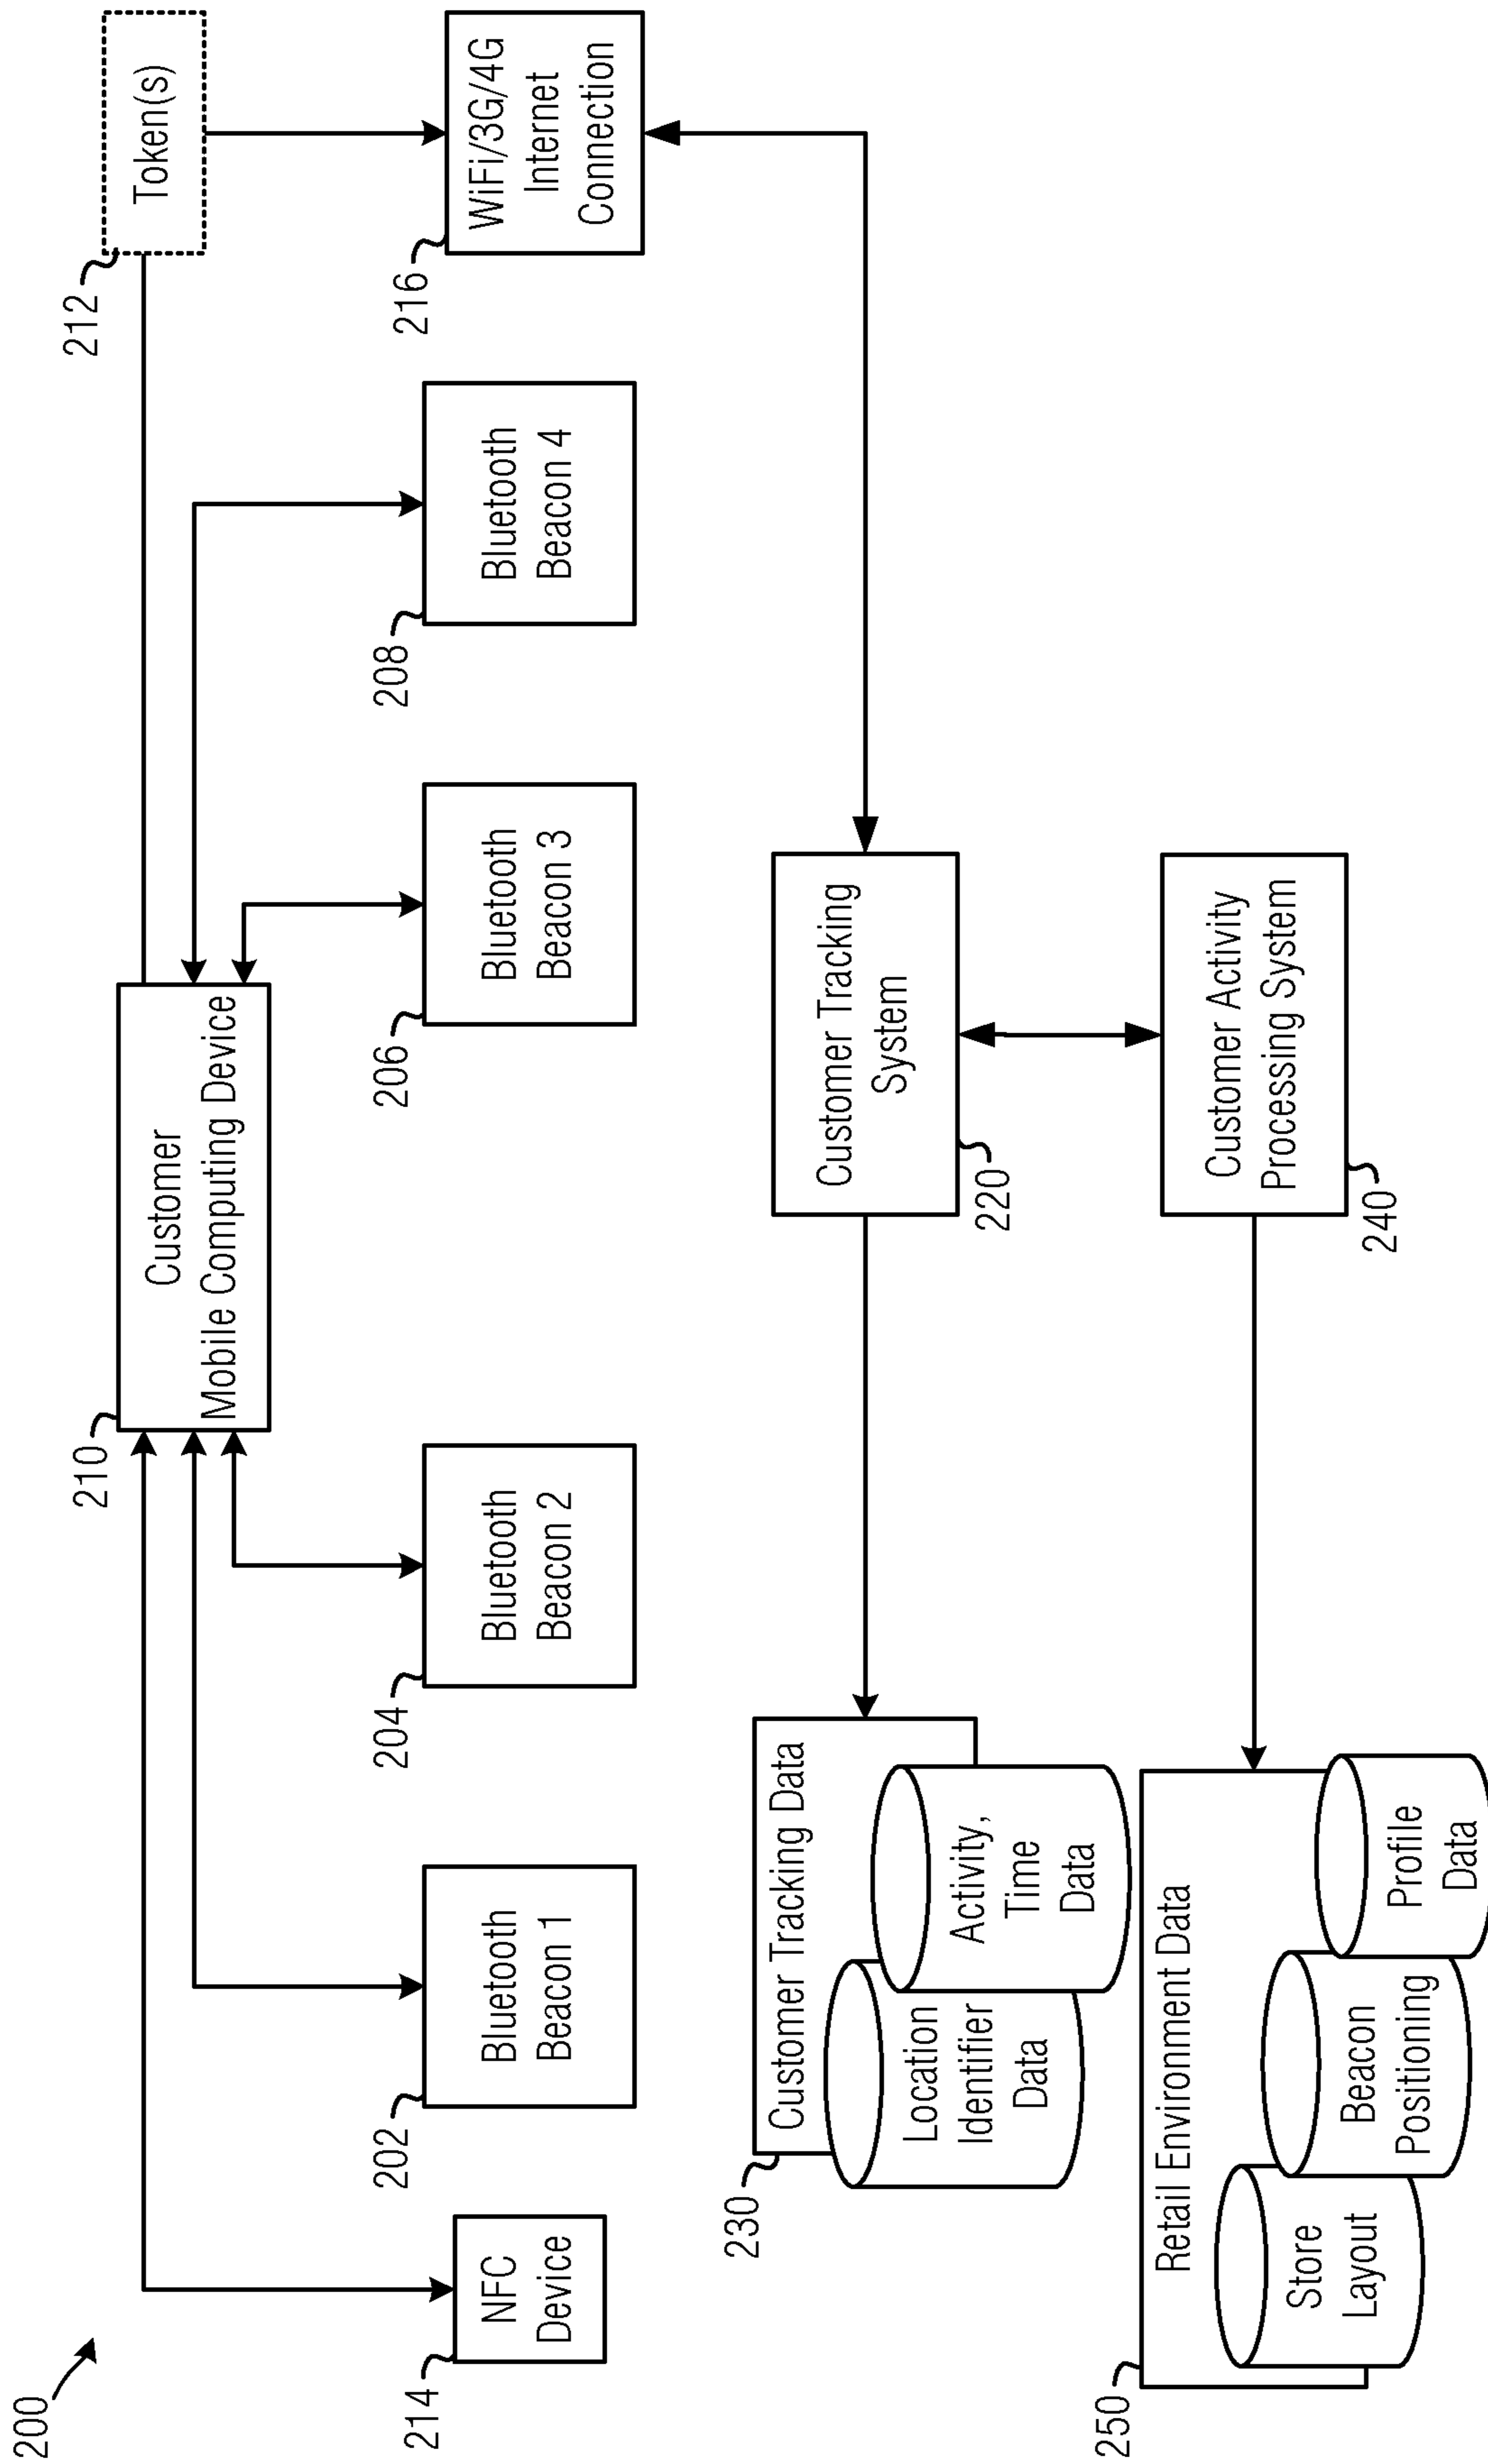 200
212
Token(s)
210
Customer
Mobile Computing Device
214
NFC
Device
202
Bluetooth
Beacon 1
204
Bluetooth
Beacon 2
206
Bluetooth
Beacon 3
208
Bluetooth
Beacon 4
216
WiFi/3G/4G
Internet
Connection
230
Customer Tracking Data
Location
Identifier
Data
Activity,
Time
Data
Customer Tracking
System
220
250
Retail Environment Data
Store
Layout
Beacon
Positioning
Profile
Data
Customer Activity
Processing System
240